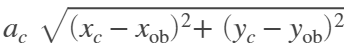 a_c √((x_c − x_ob)²+ (y_c − y_ob)²